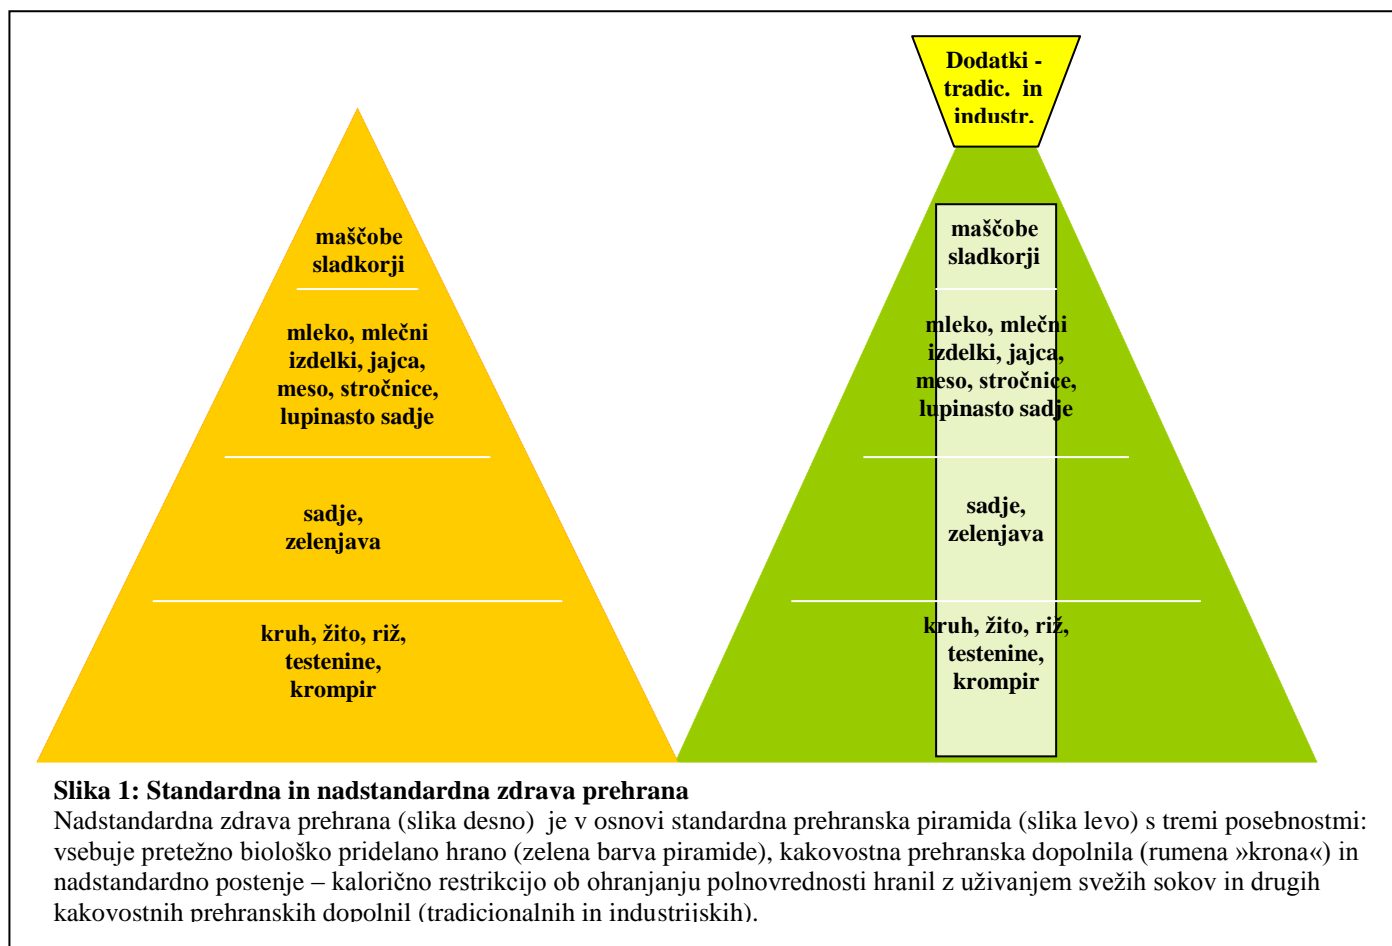 maščobe
sladkorji
mleko, mlečni
izdelki, jajca,
meso, stročnice,
lupinasto sadje
sadje,
zelenjava
kruh, žito, riž,
testenine,
krompir
Dodatki -
tradic. in
industr.
maščobe
sladkorji
mleko, mlečni
izdelki, jajca,
meso, stročnice,
lupinasto sadje
sadje,
zelenjava
kruh, žito, riž,
testenine,
krompir
Slika 1: Standardna in nadstandardna zdrava prehrana
Nadstandardna zdrava prehrana (slika desno) je v osnovi standardna prehranska piramida (slika levo) s tremi posebnostmi:
vsebuje pretežno biološko pridelano hrano (zelena barva piramide), kakovostna prehranska dopolnila (rumena »krona«) in
nadstandardno postenje – kalorično restrikcijo ob ohranjanju polnovrednosti hranil z uživanjem svežih sokov in drugih
kakovostnih prehranskih dopolnil (tradicionalnih in industrijskih).